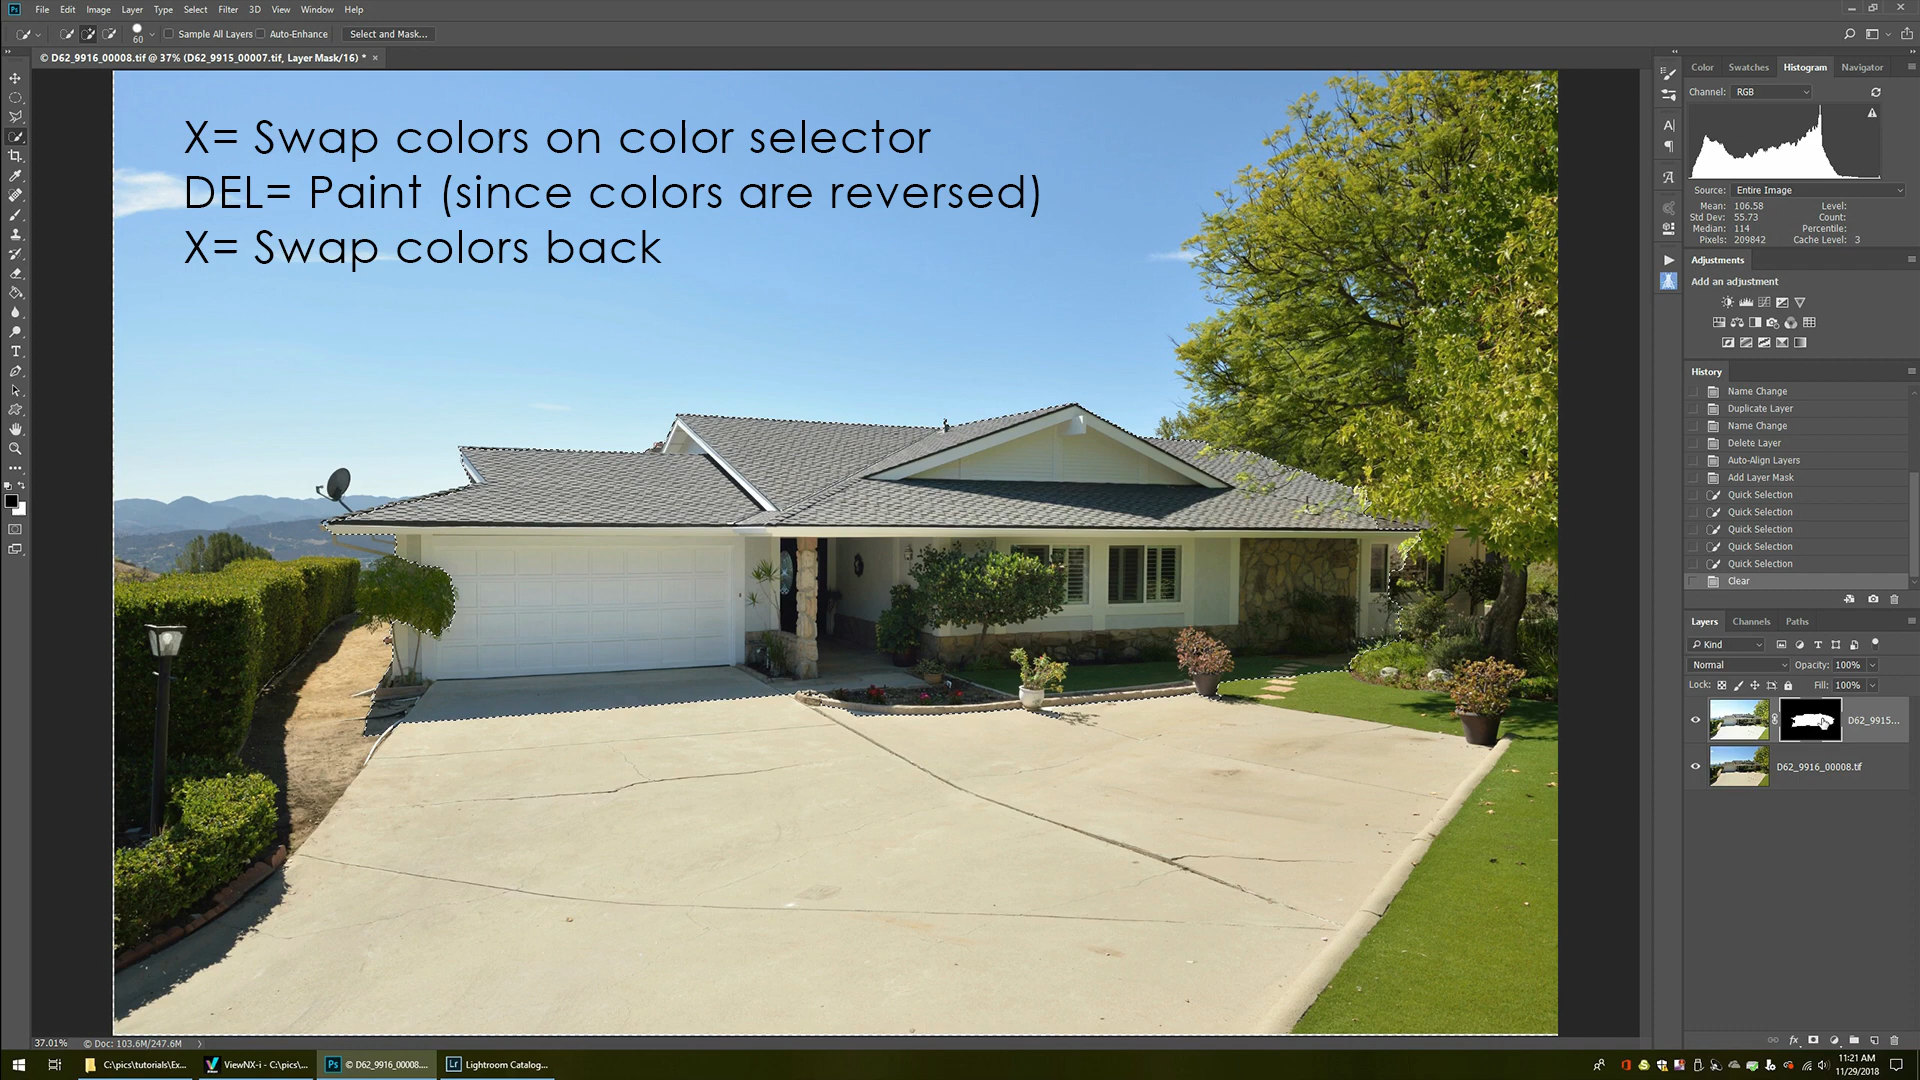 Ps File Edit Image Layer Type Select Filter 3D View Window Help
60 Sample All Layers Auto-Enhance Select and Mask...
© D62_9916_00008.tif @ 37% (D62_9915_00007.tif, Layer Mask/16) * ×
X= Swap colors on color selector
DEL= Paint (since colors are reversed)
X= Swap colors back
Color Swatches Histogram Navigator
Channel: RGB
Source: Entire Image
Mean: 106.58 Level:
Std Dev: 55.73 Count:
Median: 114 Percentile:
Pixels: 209842 Cache Level: 3
Adjustments
Add an adjustment
History
Name Change
Duplicate Layer
Name Change
Delete Layer
Auto-Align Layers
Add Layer Mask
Quick Selection
Quick Selection
Quick Selection
Quick Selection
Quick Selection
Clear
Layers Channels Paths
Kind
Normal Opacity: 100%
Lock: Fill: 100%
D62_9915...
D62_9916_00008.tif
fx
37.01% © Doc: 103.6M/247.6M
C:\pics\tutorials\Ex... ViewNX-i - C:\pics\... Ps © D62_9916_00008.... Lr Lightroom Catalog...
11:21 AM
11/29/2018